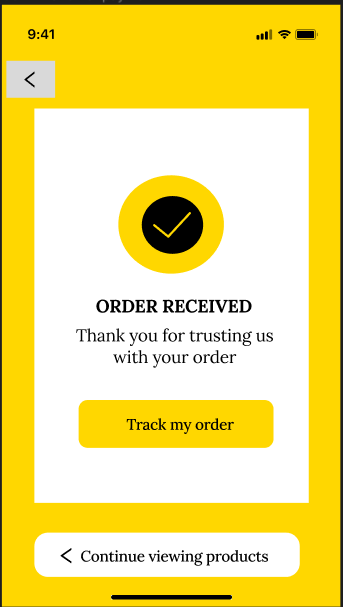 9:41
ORDER RECEIVED
Thank you for trusting us
with your order
Track my order
Continue viewing products